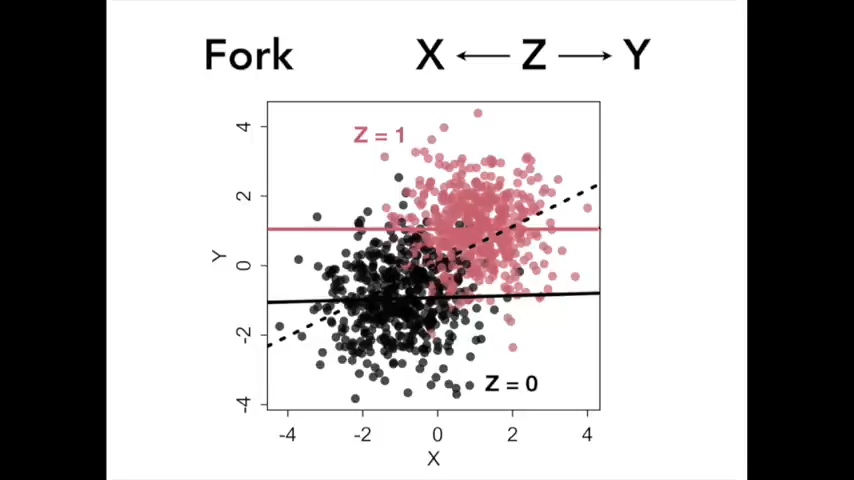 Fork X ← Z → Y
Z = 1
4
2
0
-2
-4
Y
Z = 0
-4 -2 0 2 4
X